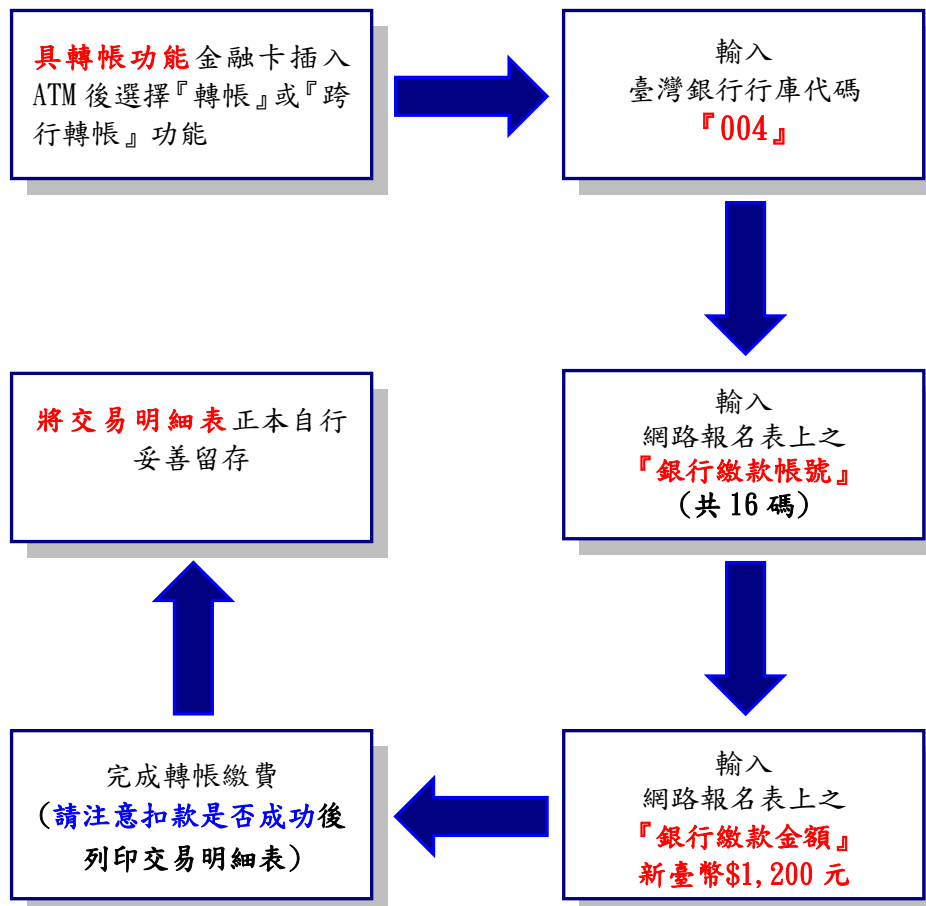 具轉帳功能金融卡插入
ATM後選擇『轉帳』或『跨
行轉帳』功能
輸入
臺灣銀行行庫代碼
『004』
輸入
網路報名表上之
『銀行繳款帳號』
(共16碼)
輸入
網路報名表上之
『銀行繳款金額』
新臺幣$1,200元
完成轉帳繳費
(請注意扣款是否成功後
列印交易明細表)
將交易明細表正本自行
妥善留存